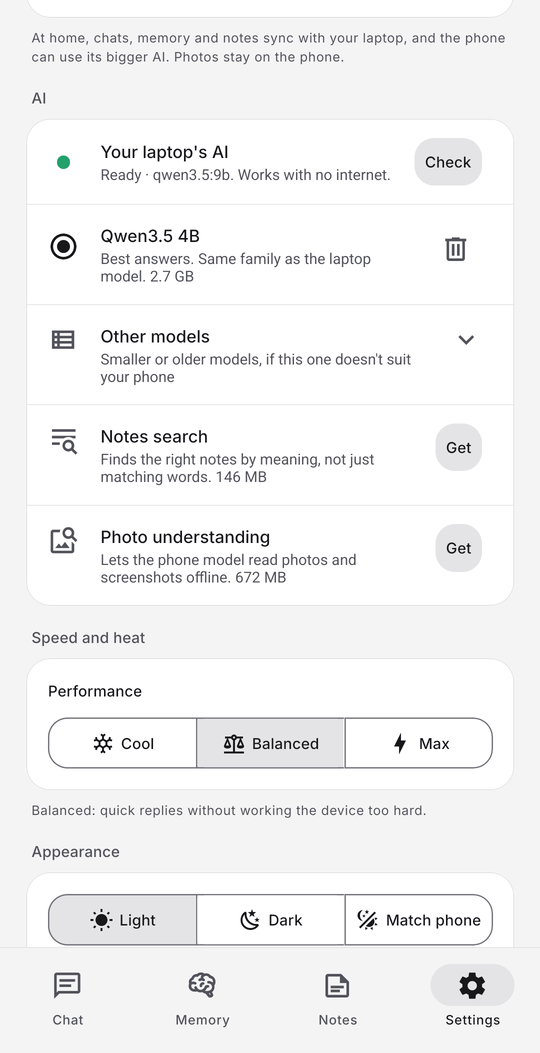 At home, chats, memory and notes sync with your laptop, and the phone
can use its bigger AI. Photos stay on the phone.
AI
Your laptop's AI
Ready · qwen3.5:9b. Works with no internet.
Check
Qwen3.5 4B
Best answers. Same family as the laptop
model. 2.7 GB
Other models
Smaller or older models, if this one doesn't suit
your phone
Notes search
Finds the right notes by meaning, not just
matching words. 146 MB
Get
Photo understanding
Lets the phone model read photos and
screenshots offline. 672 MB
Get
Speed and heat
Performance
Cool
Balanced
Max
Balanced: quick replies without working the device too hard.
Appearance
Light
Dark
Match phone
Chat
Memory
Notes
Settings